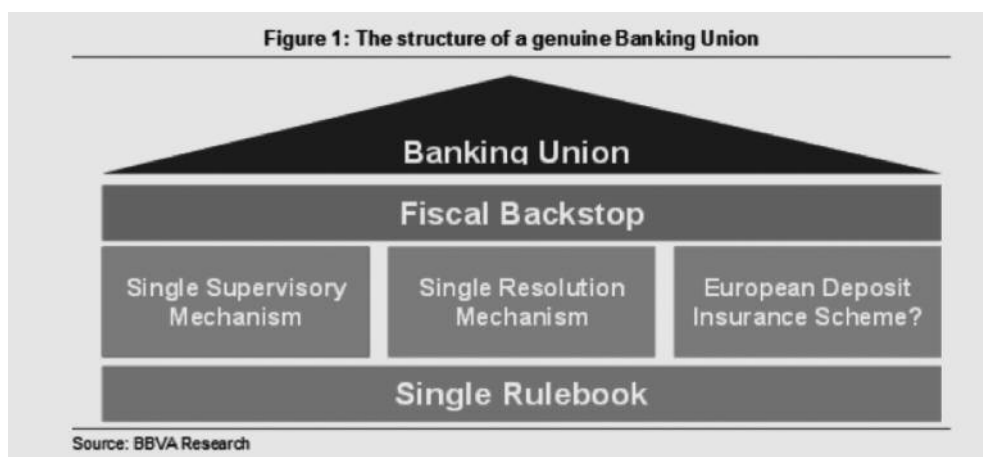 Figure 1: The structure of a genuine Banking Union
Banking Union
Fiscal Backstop
Single Supervisory
Mechanism
Single Resolution
Mechanism
European Deposit
Insurance Scheme?
Single Rulebook
Source: BBVA Research